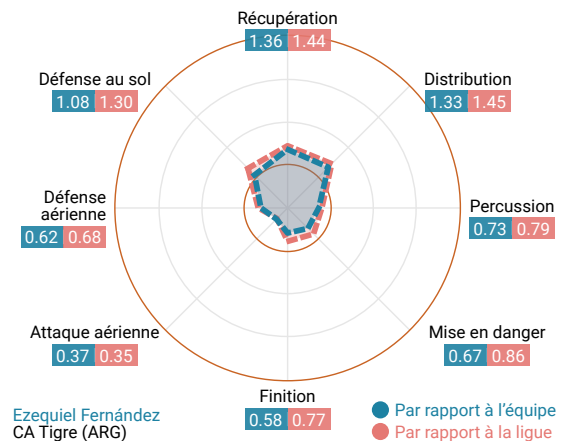 Récupération
1.36 1.44
Défense au sol
1.08 1.30
Distribution
1.33 1.45
Défense
aérienne
0.62 0.68
Percussion
0.73 0.79
Attaque aérienne
0.37 0.35
Mise en danger
0.67 0.86
Finition
0.58 0.77
Ezequiel Fernández
CA Tigre (ARG)
Par rapport à l'équipe
Par rapport à la ligue